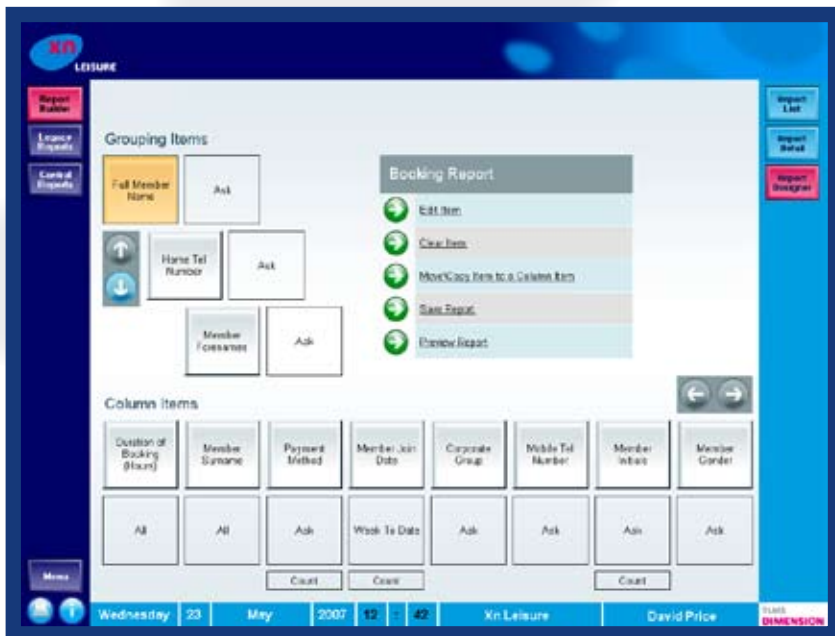 xn
LEISURE
Report
Builder
Legacy
Reports
Control
Reports
Report
List
Report
Detail
Report
Designer
Grouping Items
Full Member
Name
Ask
Home Tel
Number
Ask
Member
Forenames
Ask
Booking Report
Edit Item
Clear Item
Move/Copy Item to a Column Item
Save Report
Preview Report
Column Items
Duration of
Booking
(Hours)
Member
Surname
Payment
Method
Member Join
Date
Corporate
Group
Mobile Tel
Number
Member
Initials
Member
Gender
All
All
Ask
Week To Date
Ask
Ask
Ask
Ask
Count
Count
Count
Menu
Wednesday 23 May 2007 12 : 42 Xn Leisure David Price
DIMENSION